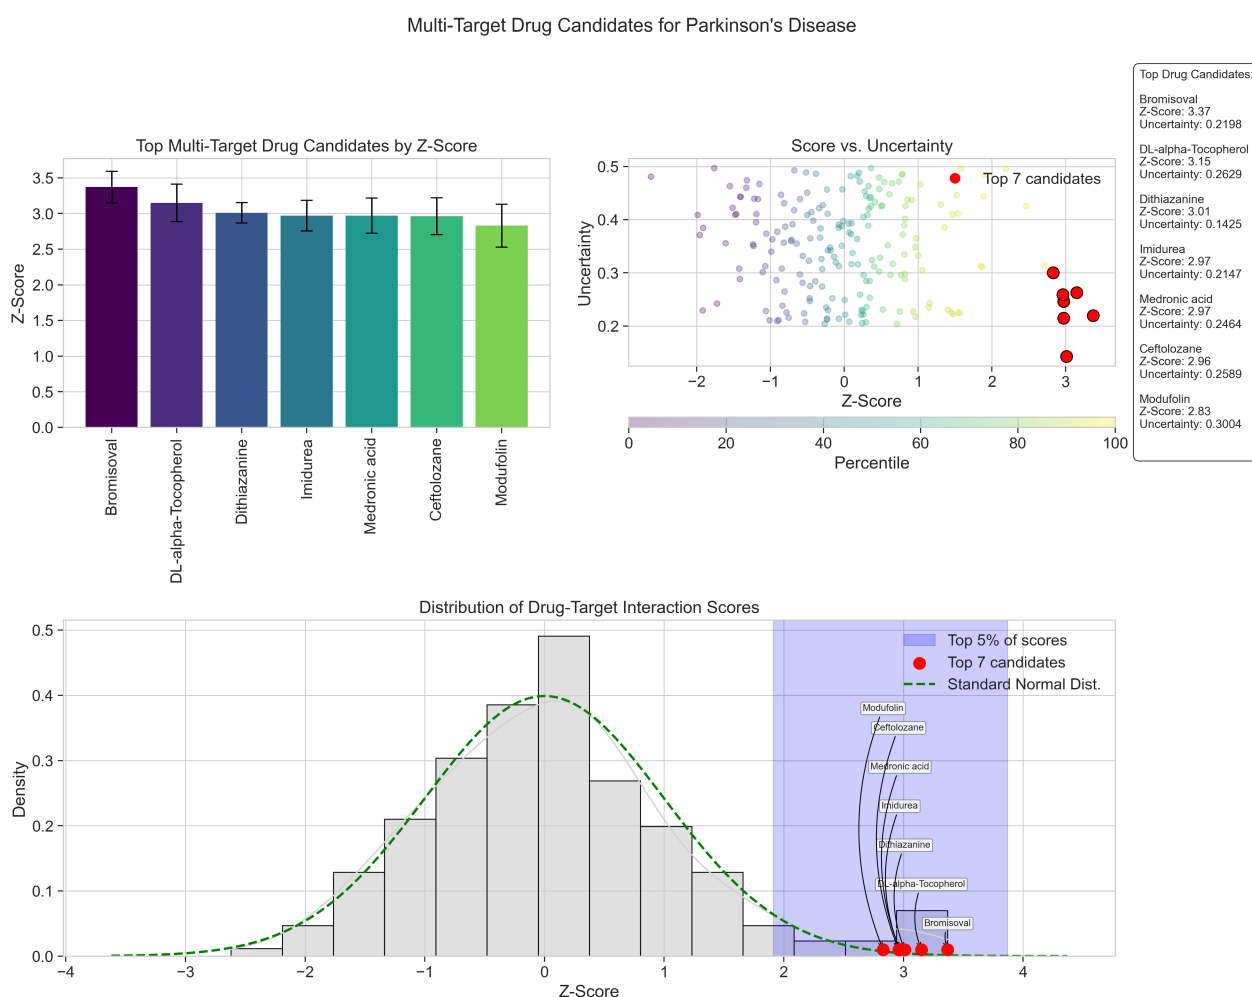 Multi-Target Drug Candidates for Parkinson's Disease
Top Multi-Target Drug Candidates by Z-Score
Z-Score
3.5
3.0
2.5
2.0
1.5
1.0
0.5
0.0
Bromisoval
DL-alpha-Tocopherol
Dithiazanine
Imidurea
Medronic acid
Ceftolozane
Modufolin
Score vs. Uncertainty
Top 7 candidates
Uncertainty
0.5
0.4
0.3
0.2
−2
−1
0
1
2
3
Z-Score
0
20
40
60
80
100
Percentile
Top Drug Candidates:
Bromisoval
Z-Score: 3.37
Uncertainty: 0.2198
DL-alpha-Tocopherol
Z-Score: 3.15
Uncertainty: 0.2629
Dithiazanine
Z-Score: 3.01
Uncertainty: 0.1425
Imidurea
Z-Score: 2.97
Uncertainty: 0.2147
Medronic acid
Z-Score: 2.97
Uncertainty: 0.2464
Ceftolozane
Z-Score: 2.96
Uncertainty: 0.2589
Modufolin
Z-Score: 2.83
Uncertainty: 0.3004
Distribution of Drug-Target Interaction Scores
Top 5% of scores
Top 7 candidates
Standard Normal Dist.
Modufolin
Ceftolozane
Medronic acid
Imidurea
Dithiazanine
DL-alpha-Tocopherol
Bromisoval
Density
0.5
0.4
0.3
0.2
0.1
0.0
−4
−3
−2
−1
0
1
2
3
4
Z-Score